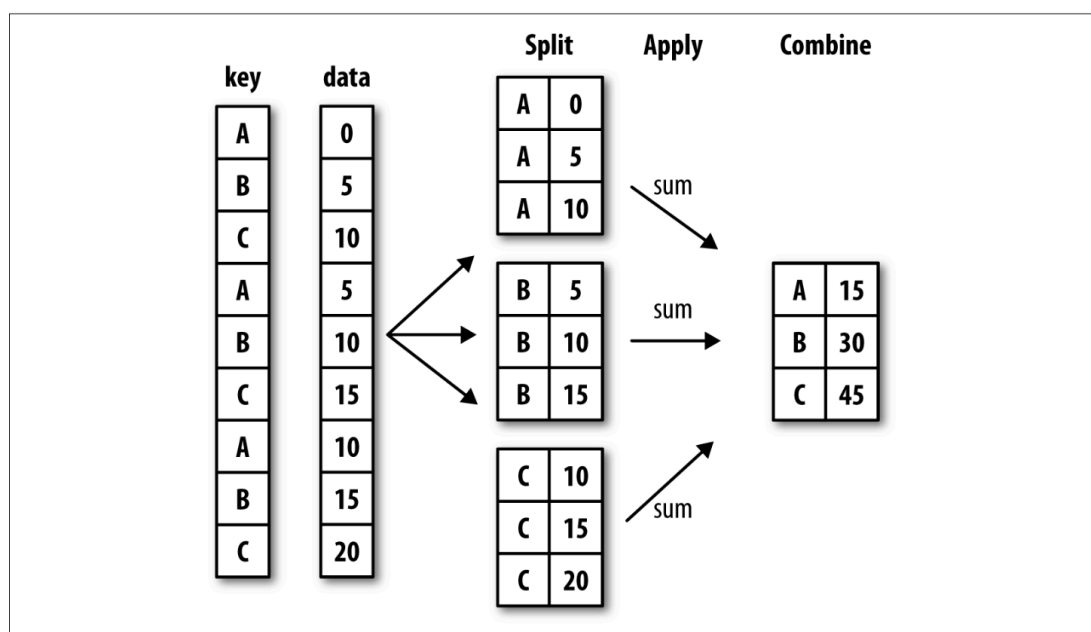 Split Apply Combine
key data
A 0
B 5
C 10
A 5
B 10
C 15
A 10
B 15
C 20
A 0
A 5
A 10
B 5
B 10
B 15
C 10
C 15
C 20
sum
sum
sum
A 15
B 30
C 45